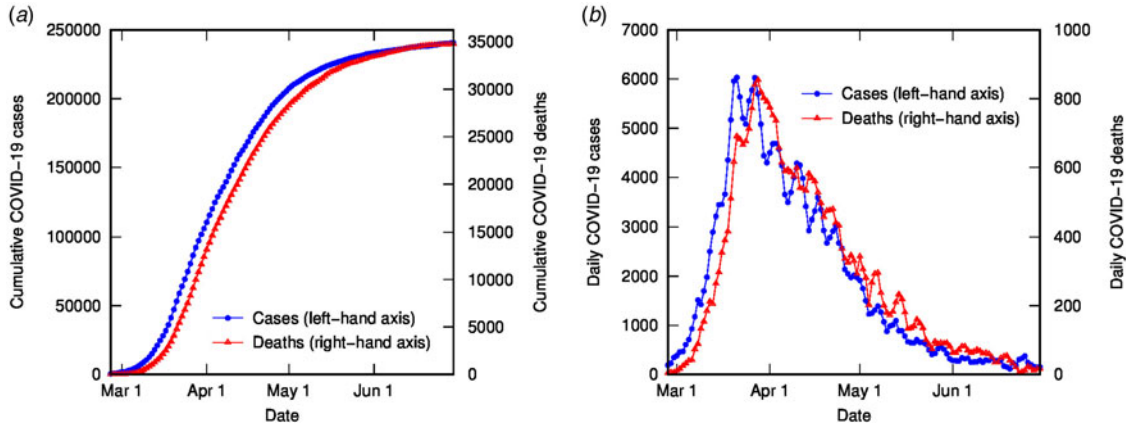 (a)
250000
200000
150000
100000
50000
0
Cumulative COVID−19 cases
35000
30000
25000
20000
15000
10000
5000
0
Cumulative COVID−19 deaths
Cases (left−hand axis)
Deaths (right−hand axis)
Mar 1 Apr 1 May 1 Jun 1
Date
(b)
7000
6000
5000
4000
3000
2000
1000
0
Daily COVID−19 cases
1000
800
600
400
200
0
Daily COVID−19 deaths
Cases (left−hand axis)
Deaths (right−hand axis)
Mar 1 Apr 1 May 1 Jun 1
Date